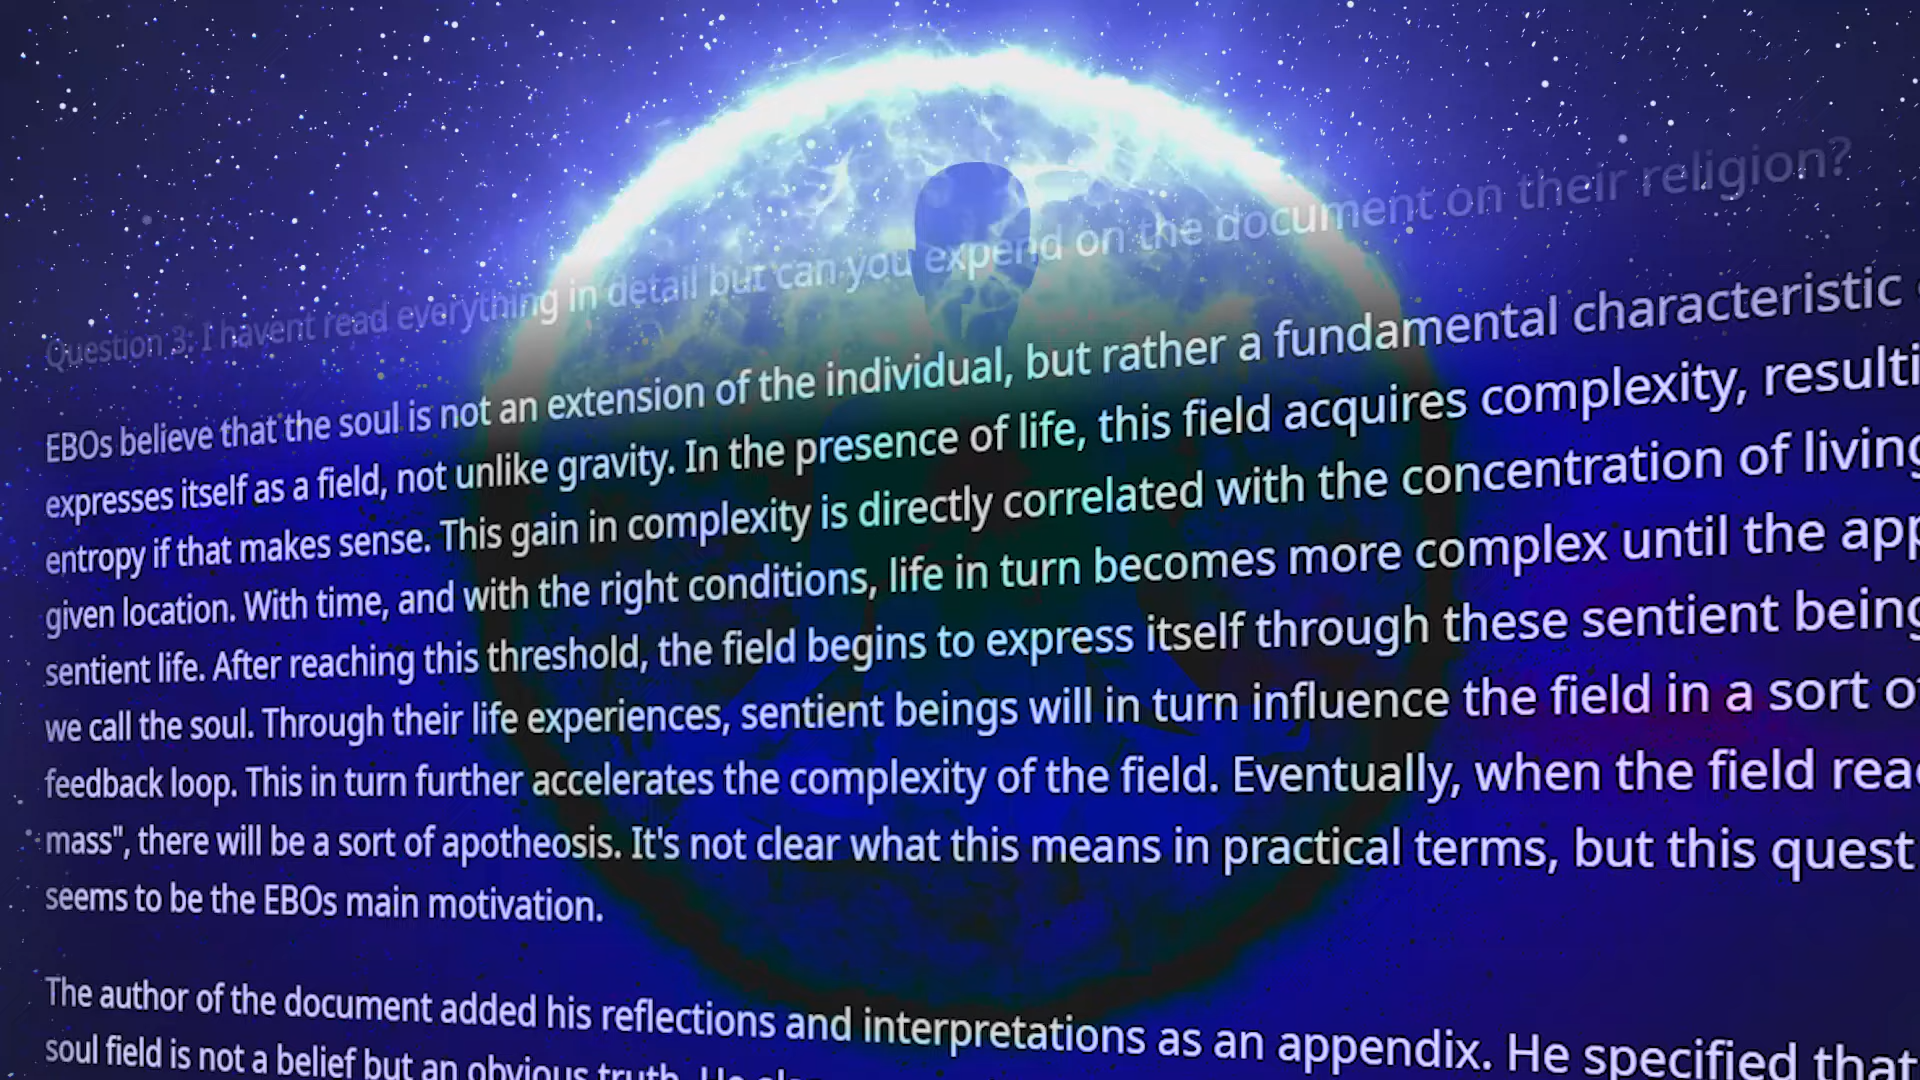 Question 3: I havent read everything in detail but can you expend on the document on their religion?
EBOs believe that the soul is not an extension of the individual, but rather a fundamental characteristic
expresses itself as a field, not unlike gravity. In the presence of life, this field acquires complexity, resulti
entropy if that makes sense. This gain in complexity is directly correlated with the concentration of living
given location. With time, and with the right conditions, life in turn becomes more complex until the app
sentient life. After reaching this threshold, the field begins to express itself through these sentient being
we call the soul. Through their life experiences, sentient beings will in turn influence the field in a sort of
feedback loop. This in turn further accelerates the complexity of the field. Eventually, when the field rea
mass", there will be a sort of apotheosis. It's not clear what this means in practical terms, but this quest
seems to be the EBOs main motivation.
The author of the document added his reflections and interpretations as an appendix. He specified that
soul field is not a belief but an obvious truth. He